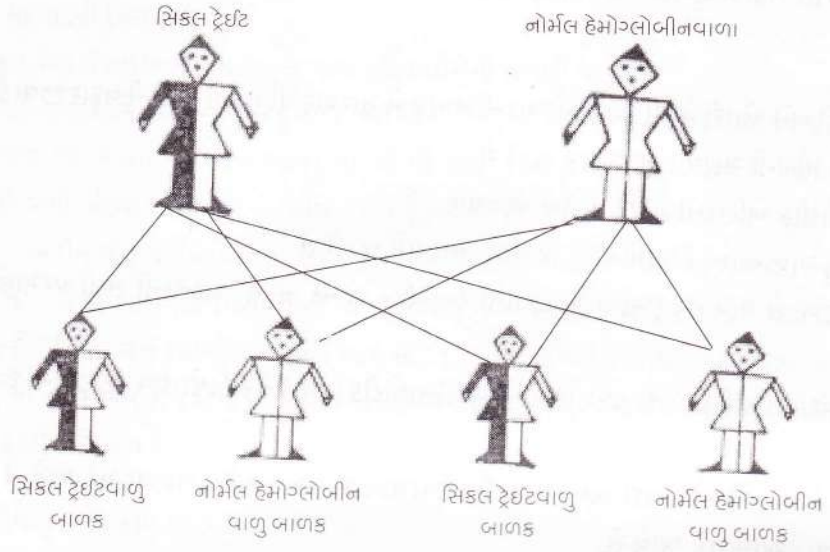 સિકલ ટ્રેઈટ
નોર્મલ હેમોગ્લોબીનવાળા
સિકલ ટ્રેઈટવાળુ
બાળક
નોર્મલ હેમોગ્લોબીન
વાળુ બાળક
સિકલ ટ્રેઈટવાળુ
બાળક
નોર્મલ હેમોગ્લોબીન
વાળુ બાળક